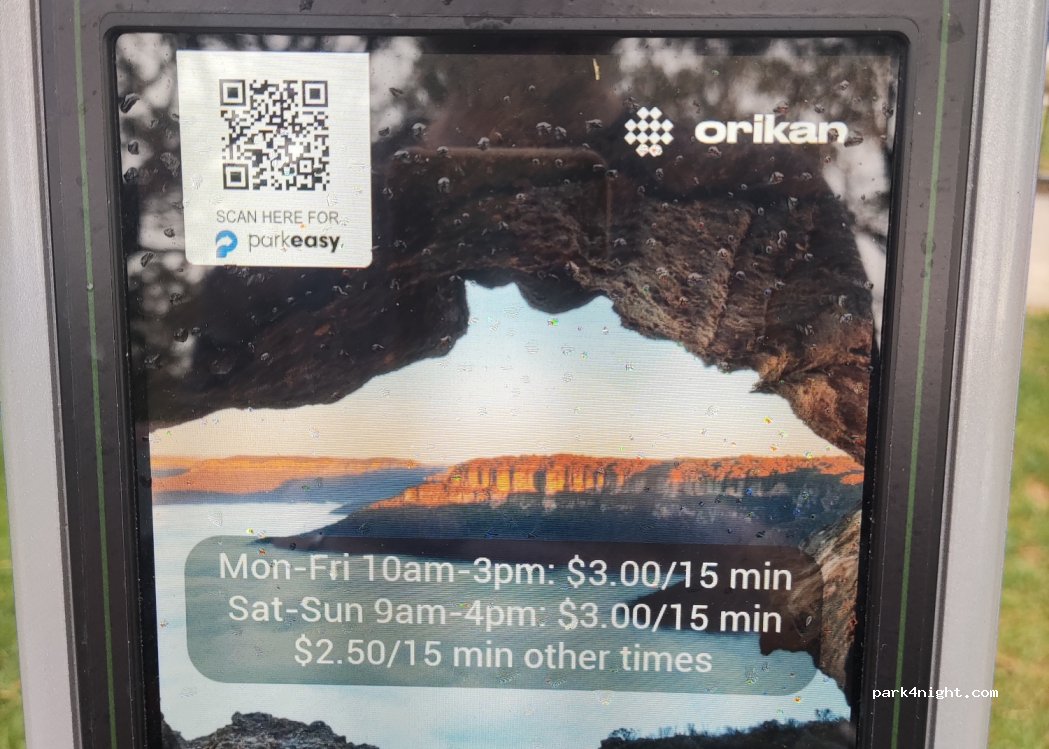 orikan
SCAN HERE FOR
parkeasy
Mon-Fri 10am-3pm: $3.00/15 min
Sat-Sun 9am-4pm: $3.00/15 min
$2.50/15 min other times
park4night.com